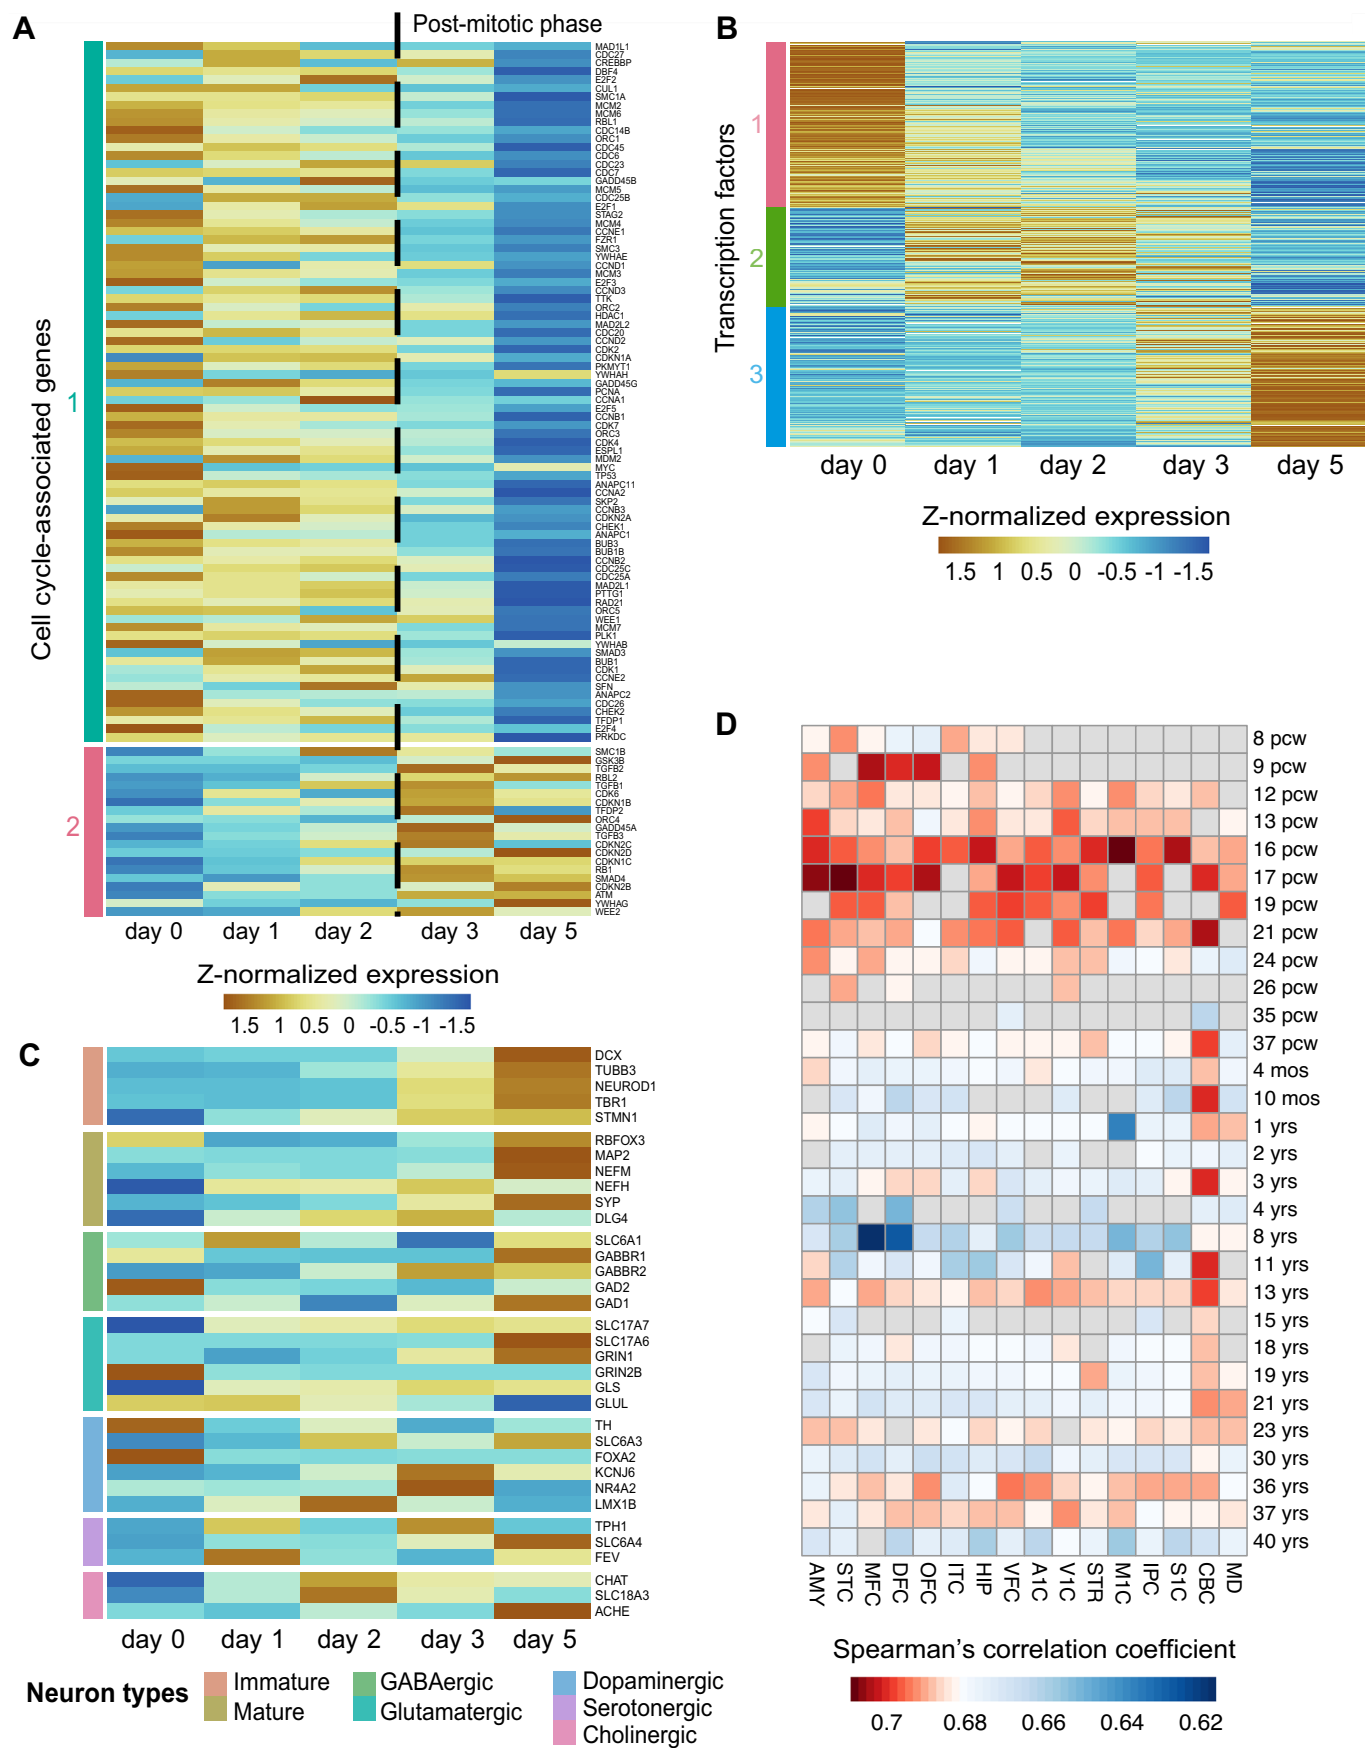 A
Post-mitotic phase
Cell cycle-associated genes
1
2
MAD1L1
CDC27
CREBBP
DBF4
E2F2
CUL1
SMC1A
MCM2
MCM6
RBL1
CDC14B
ORC1
CDC45
CDC6
CDC23
CDC7
GADD45B
MCM5
CDC25B
E2F1
STAG2
MCM4
CCNE1
FZR1
SMC3
YWHAE
CCND1
MCM3
E2F3
CCND3
TTK
ORC2
HDAC1
MAD2L2
CDC20
CCND2
CDK2
CDKN1A
PKMYT1
YWHAH
GADD45G
PCNA
CCNA1
E2F5
CCNB1
CDK7
ORC3
CDK4
ESPL1
MDM2
MYC
TP53
ANAPC11
CCNA2
SKP2
CCNB3
CDKN2A
CHEK1
ANAPC1
BUB3
BUB1B
CCNB2
CDC25C
CDC25A
MAD2L1
PTTG1
RAD21
ORC5
WEE1
MCM7
PLK1
YWHAB
SMAD3
BUB1
CDK1
CCNE2
SFN
ANAPC2
CDC26
CHEK2
TFDP1
E2F4
PRKDC
SMC1B
GSK3B
TGFB2
RBL2
TGFB1
CDK6
CDKN1B
TFDP2
ORC4
GADD45A
TGFB3
CDKN2C
CDKN2D
CDKN1C
RB1
SMAD4
CDKN2B
ATM
YWHAG
WEE2
day 0 day 1 day 2 day 3 day 5
Z-normalized expression
1.5 1 0.5 0 -0.5 -1 -1.5
B
Transcription factors
1
2
3
day 0 day 1 day 2 day 3 day 5
Z-normalized expression
1.5 1 0.5 0 -0.5 -1 -1.5
C
DCX
TUBB3
NEUROD1
TBR1
STMN1
RBFOX3
MAP2
NEFM
NEFH
SYP
DLG4
SLC6A1
GABBR1
GABBR2
GAD2
GAD1
SLC17A7
SLC17A6
GRIN1
GRIN2B
GLS
GLUL
TH
SLC6A3
FOXA2
KCNJ6
NR4A2
LMX1B
TPH1
SLC6A4
FEV
CHAT
SLC18A3
ACHE
day 0 day 1 day 2 day 3 day 5
Neuron types
Immature
Mature
GABAergic
Glutamatergic
Dopaminergic
Serotonergic
Cholinergic
D
8 pcw
9 pcw
12 pcw
13 pcw
16 pcw
17 pcw
19 pcw
21 pcw
24 pcw
26 pcw
35 pcw
37 pcw
4 mos
10 mos
1 yrs
2 yrs
3 yrs
4 yrs
8 yrs
11 yrs
13 yrs
15 yrs
18 yrs
19 yrs
21 yrs
23 yrs
30 yrs
36 yrs
37 yrs
40 yrs
AMY STC MFC DFC OFC ITC HIP VFC A1C V1C STR M1C IPC S1C CBC MD
Spearman's correlation coefficient
0.7 0.68 0.66 0.64 0.62